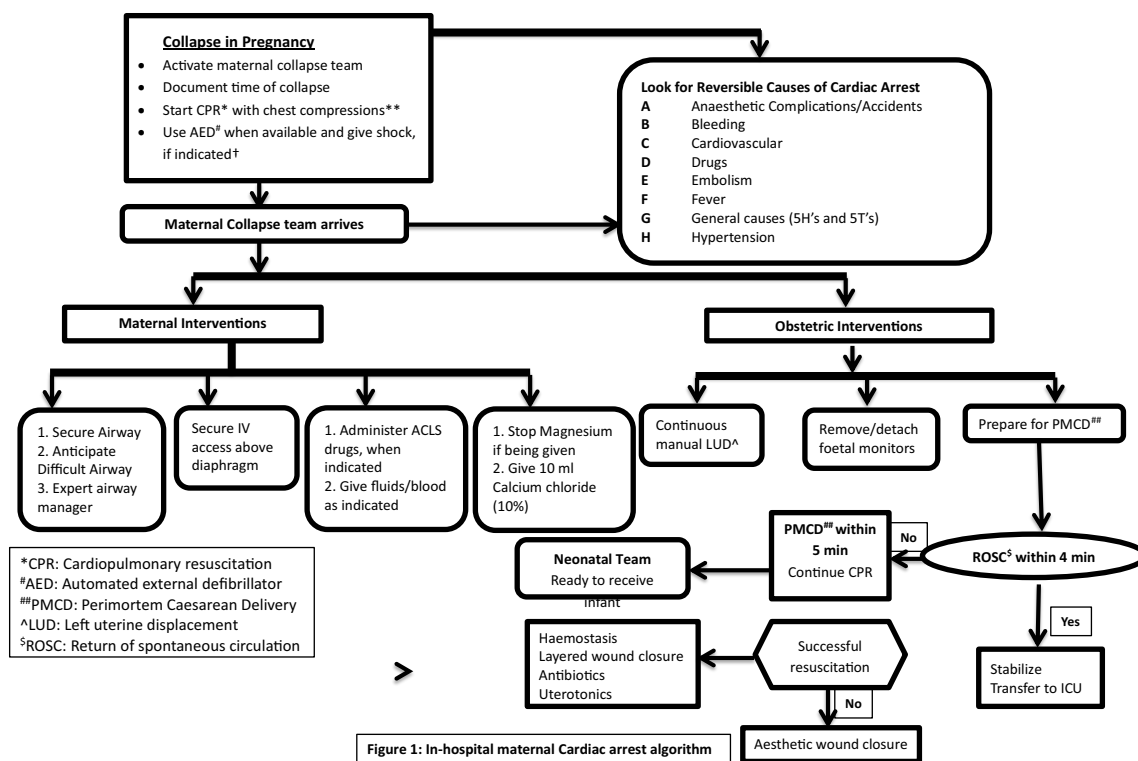 Collapse in Pregnancy
• Activate maternal collapse team
• Document time of collapse
• Start CPR* with chest compressions**
• Use AED# when available and give shock,
if indicated†
Look for Reversible Causes of Cardiac Arrest
A Anaesthetic Complications/Accidents
B Bleeding
C Cardiovascular
D Drugs
E Embolism
F Fever
G General causes (5H's and 5T's)
H Hypertension
Maternal Collapse team arrives
Maternal Interventions
Obstetric Interventions
1. Secure Airway
2. Anticipate
Difficult Airway
3. Expert airway
manager
Secure IV
access above
diaphragm
1. Administer ACLS
drugs, when
indicated
2. Give fluids/blood
as indicated
1. Stop Magnesium
if being given
2. Give 10 ml
Calcium chloride
(10%)
Continuous
manual LUD^
Remove/detach
foetal monitors
Prepare for PMCD##
ROSC$ within 4 min
No
PMCD## within
5 min
Continue CPR
Neonatal Team
Ready to receive
infant
Yes
Stabilize
Transfer to ICU
Successful
resuscitation
Haemostasis
Layered wound closure
Antibiotics
Uterotonics
No
Aesthetic wound closure
*CPR: Cardiopulmonary resuscitation
#AED: Automated external defibrillator
##PMCD: Perimortem Caesarean Delivery
^LUD: Left uterine displacement
$ROSC: Return of spontaneous circulation
Figure 1: In-hospital maternal Cardiac arrest algorithm